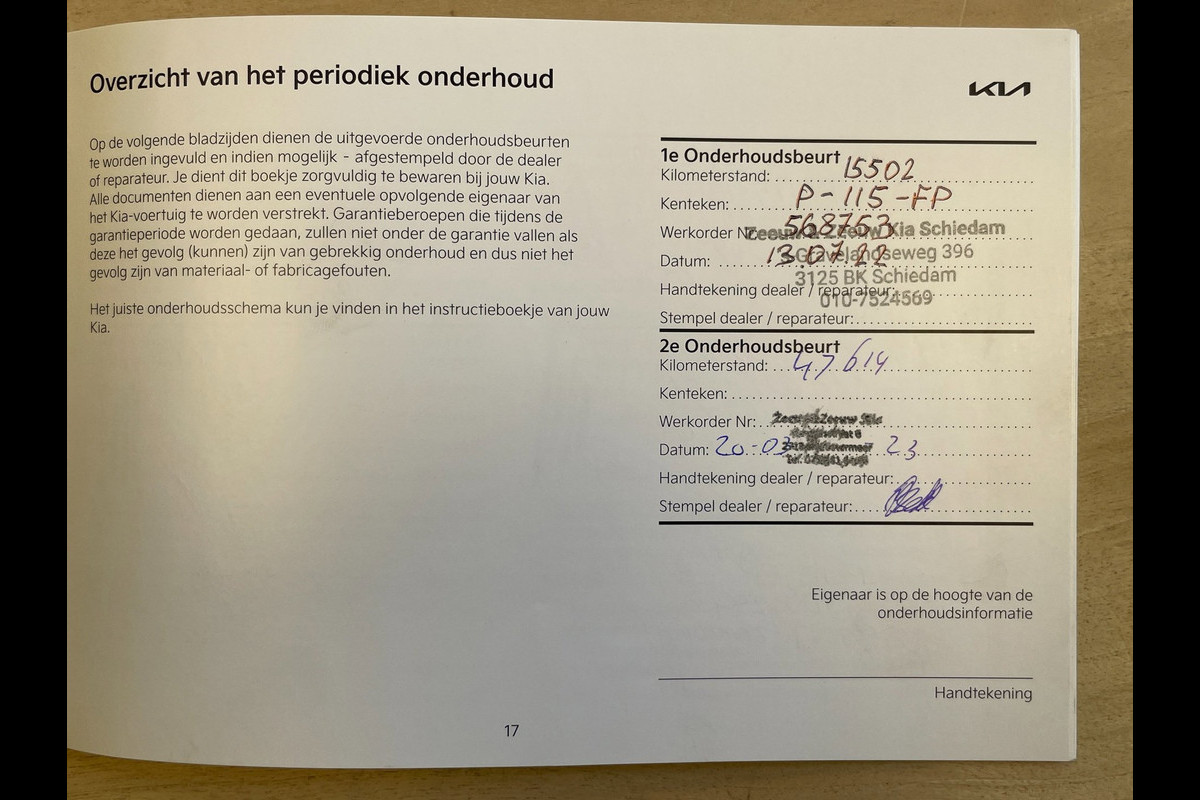 Overzicht van het periodiek onderhoud
KIA
Op de volgende bladzijden dienen de uitgevoerde onderhoudsbeurten
te worden ingevuld en indien mogelijk - afgestempeld door de dealer
of reparateur. Je dient dit boekje zorgvuldig te bewaren bij jouw Kia.
Alle documenten dienen aan een eventuele opvolgende eigenaar van
het Kia-voertuig te worden verstrekt. Garantieberoepen die tijdens de
garantieperiode worden gedaan, zullen niet onder de garantie vallen als
deze het gevolg (kunnen) zijn van gebrekkig onderhoud en dus niet het
gevolg zijn van materiaal- of fabricagefouten.
Het juiste onderhoudsschema kun je vinden in het instructieboekje van jouw
Kia.
1e Onderhoudsbeurt
Kilometerstand: 15502
Kenteken: P-115-FP
Werkorder Nr: 568753
Zeeuw & Zeeuw Kia Schiedam
Datum: 13.07.22
's-Gravelandseweg 396
3125 BK Schiedam
Handtekening dealer / reparateur:
010-7524569
Stempel dealer / reparateur:
2e Onderhoudsbeurt
Kilometerstand: 47.614
Kenteken:
Werkorder Nr:
Zeeuw & Zeeuw Kia
Datum: 20-03 23
Handtekening dealer / reparateur:
Stempel dealer / reparateur:
Eigenaar is op de hoogte van de
onderhoudsinformatie
Handtekening
17